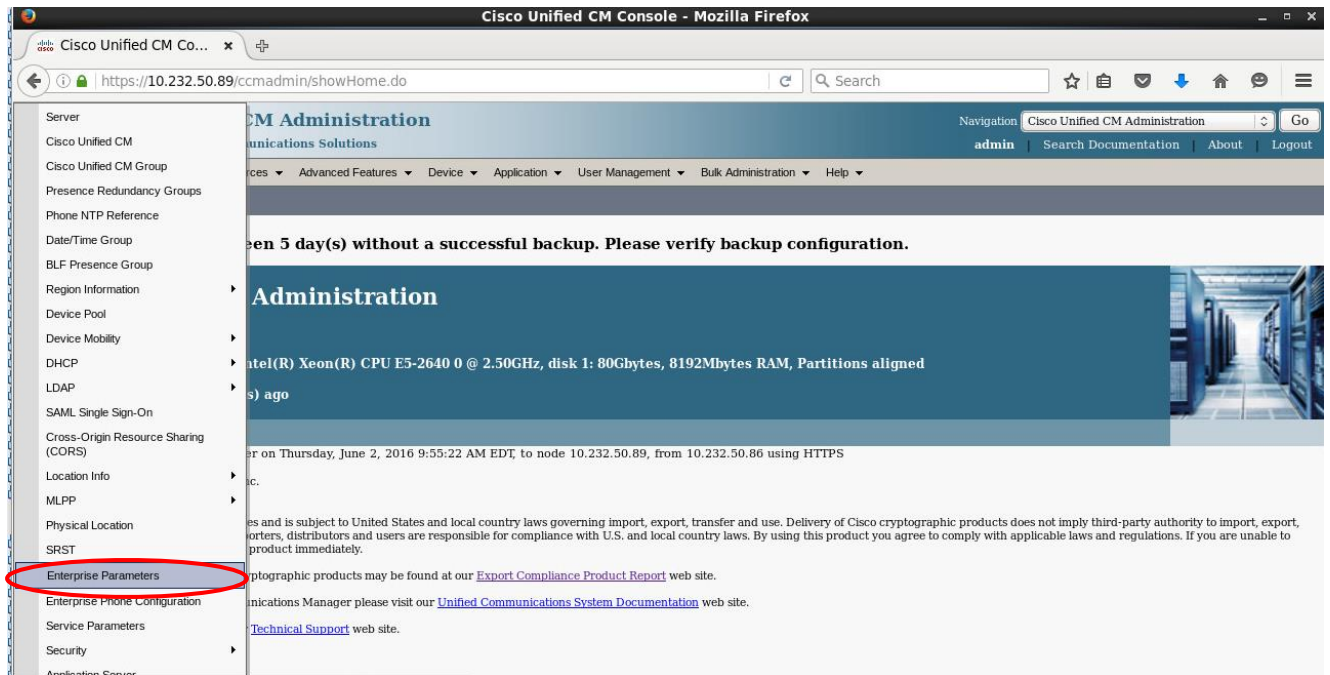 Cisco Unified CM Console - Mozilla Firefox
cisco Cisco Unified CM Co... ×
https://10.232.50.89/ccmadmin/showHome.do
Search
CM Administration
unications Solutions
Navigation Cisco Unified CM Administration Go
admin | Search Documentation | About | Logout
rces Advanced Features Device Application User Management Bulk Administration Help
Server
Cisco Unified CM
Cisco Unified CM Group
Presence Redundancy Groups
Phone NTP Reference
Date/Time Group
BLF Presence Group
Region Information
Device Pool
Device Mobility
DHCP
LDAP
SAML Single Sign-On
Cross-Origin Resource Sharing
(CORS)
Location Info
MLPP
Physical Location
SRST
Enterprise Parameters
Enterprise Phone Configuration
Service Parameters
Security
Application Server
een 5 day(s) without a successful backup. Please verify backup configuration.
Administration
ntel(R) Xeon(R) CPU E5-2640 0 @ 2.50GHz, disk 1: 80Gbytes, 8192Mbytes RAM, Partitions aligned
s) ago
er on Thursday, June 2, 2016 9:55:22 AM EDT, to node 10.232.50.89, from 10.232.50.86 using HTTPS
nc.
es and is subject to United States and local country laws governing import, export, transfer and use. Delivery of Cisco cryptographic products does not imply third-party authority to import, export,
porters, distributors and users are responsible for compliance with U.S. and local country laws. By using this product you agree to comply with applicable laws and regulations. If you are unable to
product immediately.
yptographic products may be found at our Export Compliance Product Report web site.
unications Manager please visit our Unified Communications System Documentation web site.
Technical Support web site.